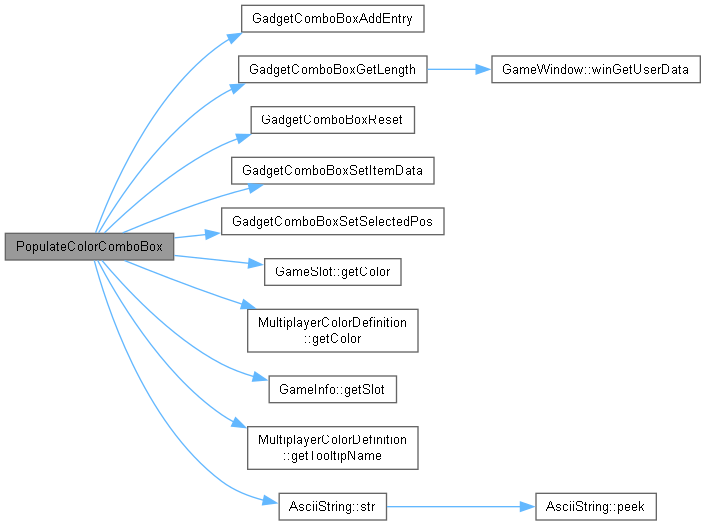 GadgetComboBoxAddEntry
GadgetComboBoxGetLength
GameWindow::winGetUserData
GadgetComboBoxReset
GadgetComboBoxSetItemData
GadgetComboBoxSetSelectedPos
PopulateColorComboBox
GameSlot::getColor
MultiplayerColorDefinition
::getColor
GameInfo::getSlot
MultiplayerColorDefinition
::getTooltipName
AsciiString::str
AsciiString::peek